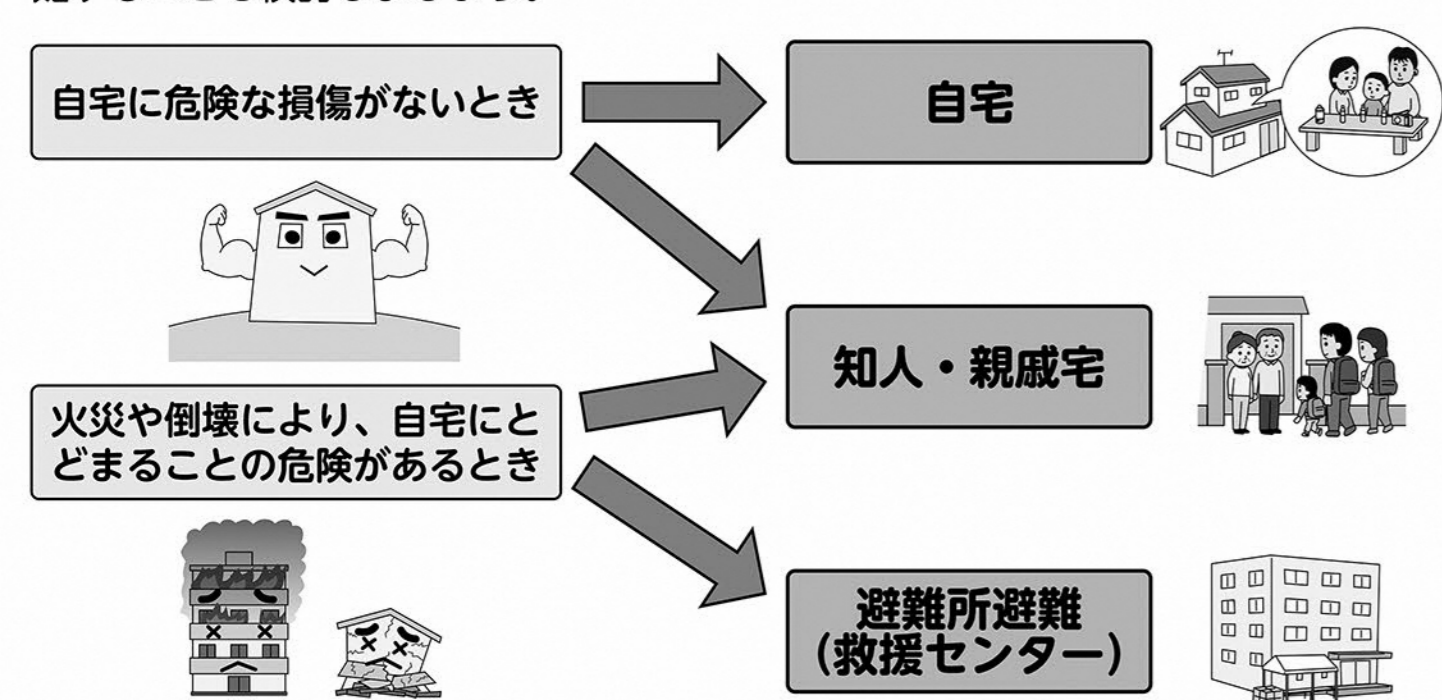 自宅に危険な損傷がないとき
自宅
知人・親戚宅
火災や倒壊により、自宅にと
どまることの危険があるとき
避難所避難
(救援センター)